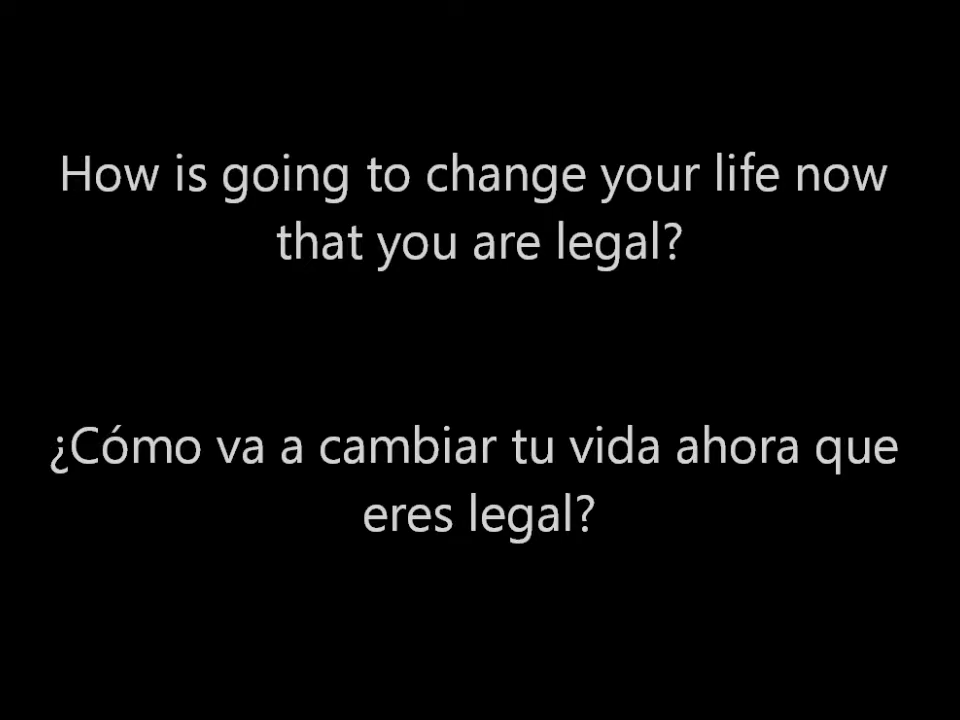 How is going to change your life now
that you are legal?
¿Cómo va a cambiar tu vida ahora que
eres legal?